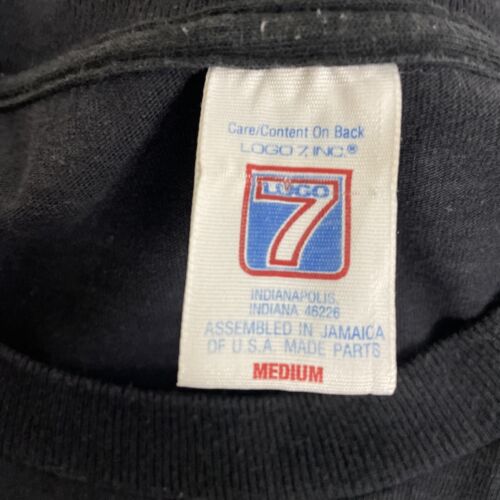 Care/Content On Back
LOGO 7, INC.®
LOGO
7
INDIANAPOLIS,
INDIANA 46226
ASSEMBLED IN JAMAICA
OF U.S.A. MADE PARTS
MEDIUM